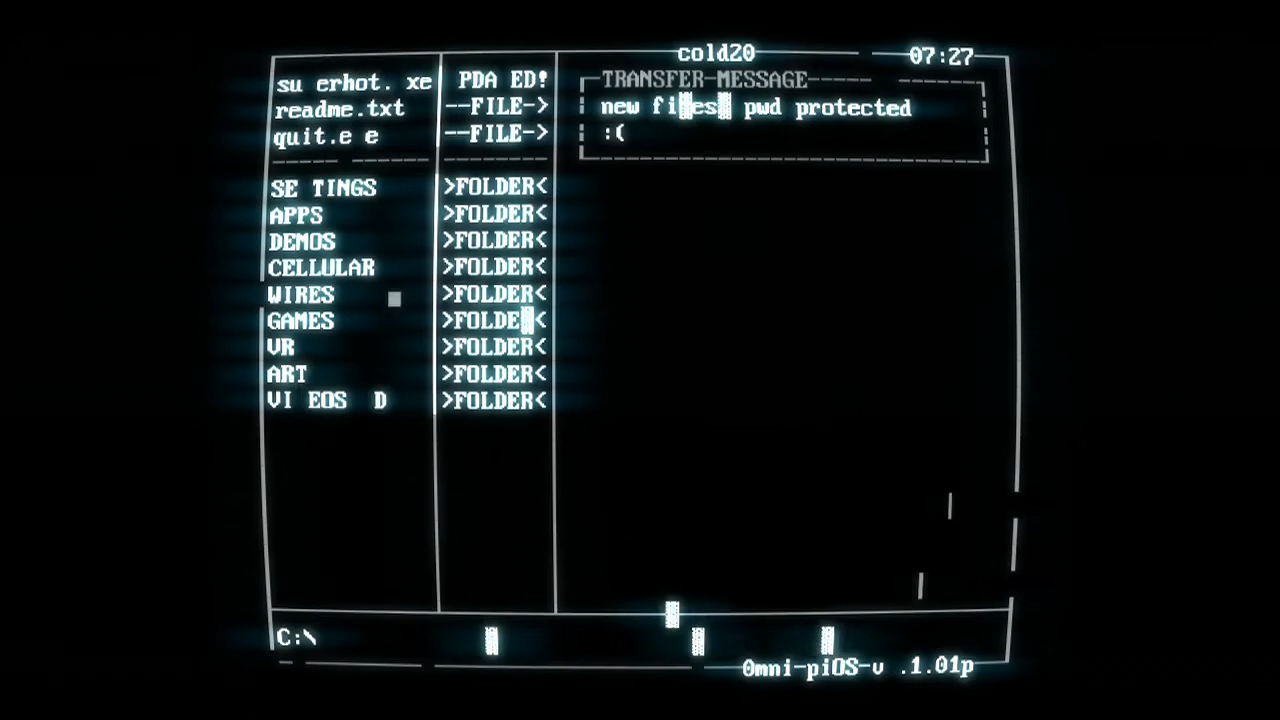 cold20 07:27
su erhot. xe PDA ED!
readme.txt --FILE->
quit.e e --FILE->
TRANSFER-MESSAGE
new fi▒es▒ pwd protected
:(
SE TINGS >FOLDER<
APPS >FOLDER<
DEMOS >FOLDER<
CELLULAR >FOLDER<
WIRES >FOLDER<
GAMES >FOLDE▒<
VR >FOLDER<
ART >FOLDER<
VI EOS D >FOLDER<
C:\
0mni-piOS-v .1.01p